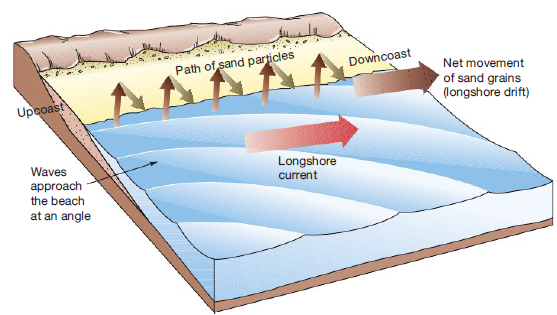 Path of sand particles
Downcoast
Net movement
of sand grains
(longshore drift)
Upcoast
Longshore
current
Waves
approach
the beach
at an angle